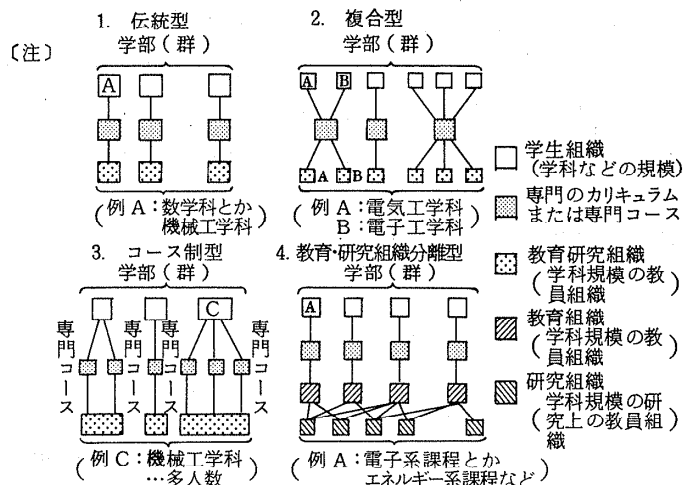 〔注〕
1. 伝統型
学部（群）
A
（例 A：数学科とか
機械工学科）
2. 複合型
学部（群）
A B
A B
（例 A：電気工学科
B：電子工学科）
3. コース制型
学部（群）
C
専門コース
専門コース
専門コース
専門コース
（例 C：機械工学科
…多人数）
4. 教育・研究組織分離型
学部（群）
A
（例 A：電子系課程とか
エネルギー系課程など）
学生組織
（学科などの規模）
専門のカリキュラム
または専門コース
教育研究組織
（学科規模の教
員組織）
教育組織
（学科規模の教
員組織）
研究組織
（学科規模の研
究上の教員組
織）